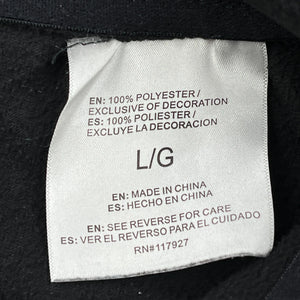 EN: 100% POLYESTER /
EXCLUSIVE OF DECORATION
ES: 100% POLIESTER /
EXCLUYE LA DECORACION
L/G
EN: MADE IN CHINA
ES: HECHO EN CHINA
EN: SEE REVERSE FOR CARE
ES: VER EL REVERSO PARA EL CUIDADO
RN#117927